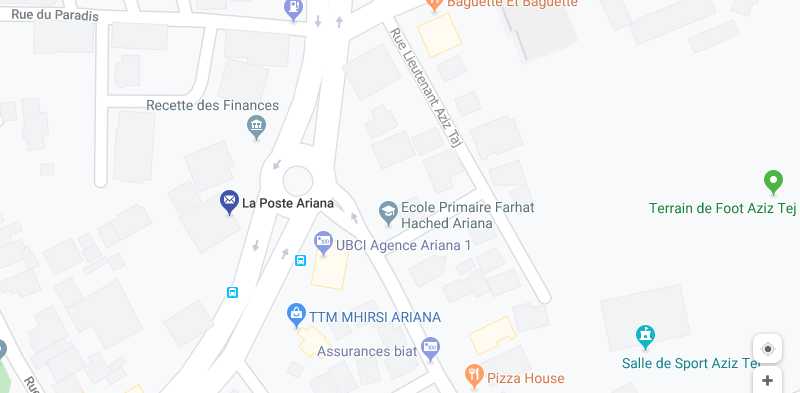 Baguette Et Baguette
Rue du Paradis
Rue Lieutenant Aziz Taj
Recette des Finances
La Poste Ariana
Ecole Primaire Farhat
Hached Ariana
Terrain de Foot Aziz Tej
UBCI Agence Ariana 1
TTM MHIRSI ARIANA
Assurances biat
Salle de Sport Aziz Tej
Pizza House
Rue